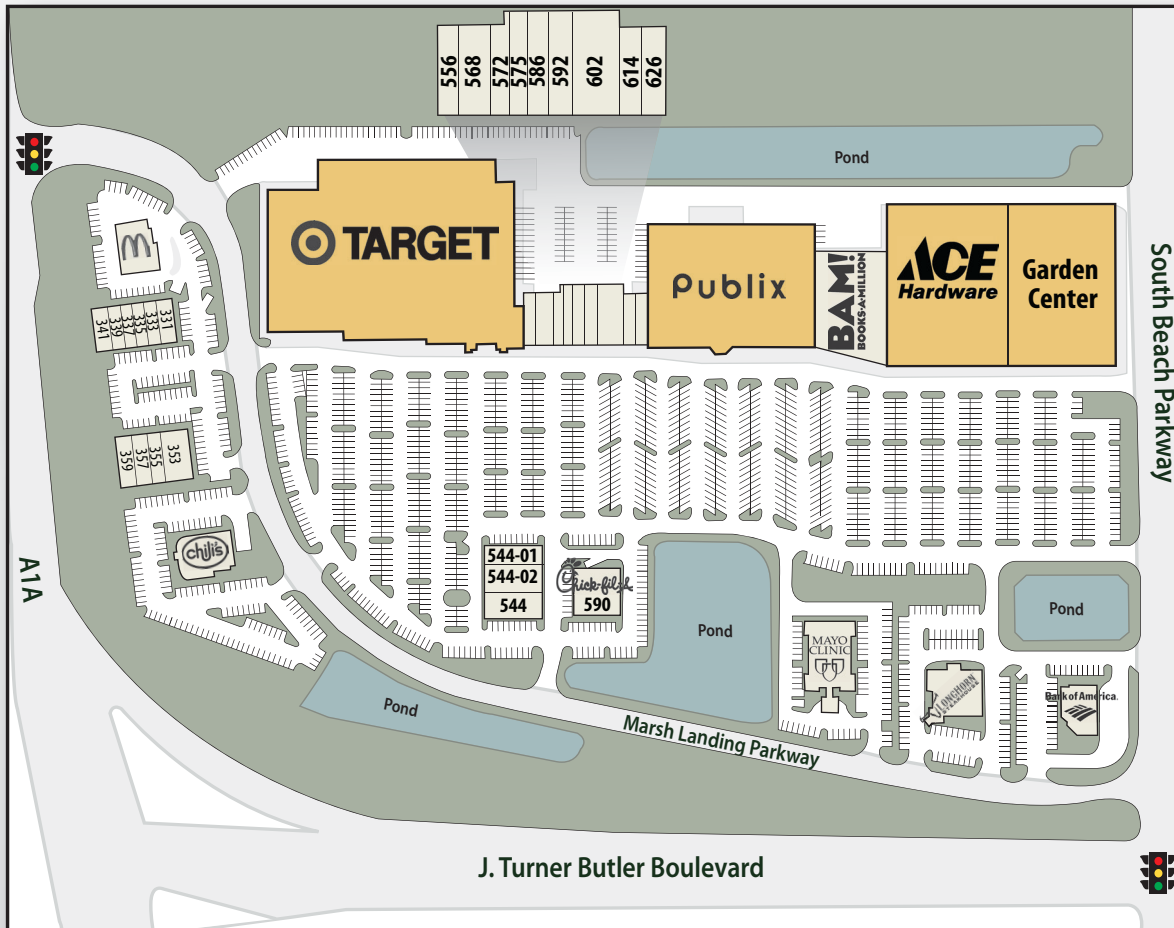 556
568
572
575
586
592
602
614
626
Pond
TARGET
Publix
BAM!
BOOKS·A·MILLION
ACE
Hardware
Garden
Center
South Beach Parkway
341
339
337
335
333
331
359
357
355
353
chili's
A1A
544-01
544-02
544
Chick-fil-A
590
Pond
MAYO
CLINIC
Pond
LONGHORN
STEAKHOUSE
Bank of America.
Pond
Marsh Landing Parkway
J. Turner Butler Boulevard